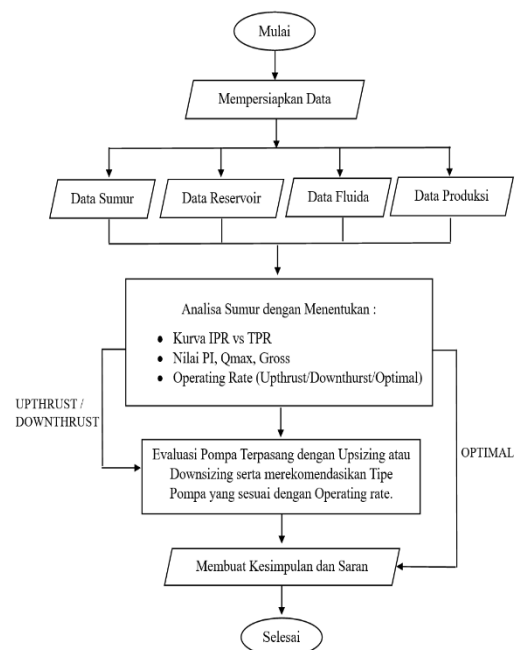 Mulai
Mempersiapkan Data
Data Sumur
Data Reservoir
Data Fluida
Data Produksi
Analisa Sumur dengan Menentukan :
• Kurva IPR vs TPR
• Nilai PI, Qmax, Gross
• Operating Rate (Upthrust/Downthurst/Optimal)
UPTHRUST /
DOWNTHRUST
OPTIMAL
Evaluasi Pompa Terpasang dengan Upsizing atau
Downsizing serta merekomendasikan Tipe
Pompa yang sesuai dengan Operating rate.
Membuat Kesimpulan dan Saran
Selesai